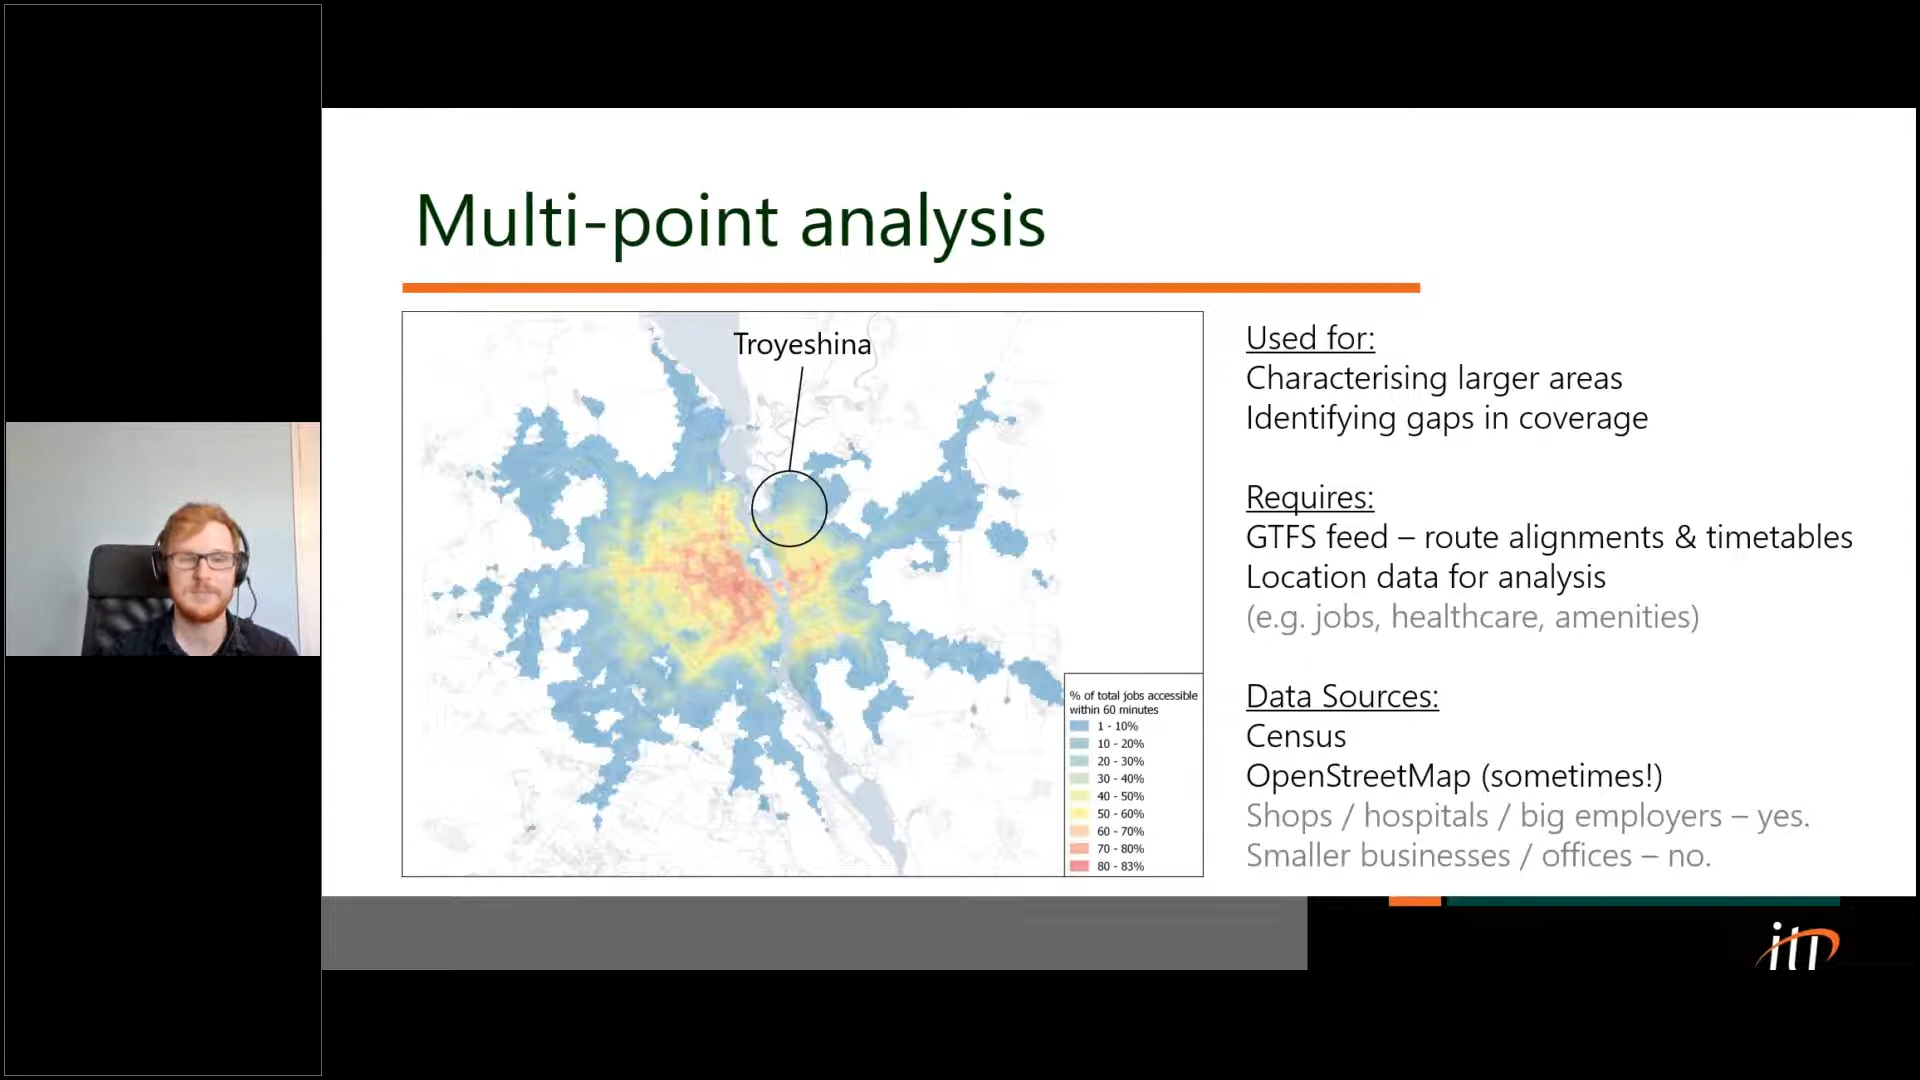 Multi-point analysis
Troyeshina
% of total jobs accessible
within 60 minutes
1 - 10%
10 - 20%
20 - 30%
30 - 40%
40 - 50%
50 - 60%
60 - 70%
70 - 80%
80 - 83%
Used for:
Characterising larger areas
Identifying gaps in coverage
Requires:
GTFS feed – route alignments & timetables
Location data for analysis
(e.g. jobs, healthcare, amenities)
Data Sources:
Census
OpenStreetMap (sometimes!)
Shops / hospitals / big employers – yes.
Smaller businesses / offices – no.
itp